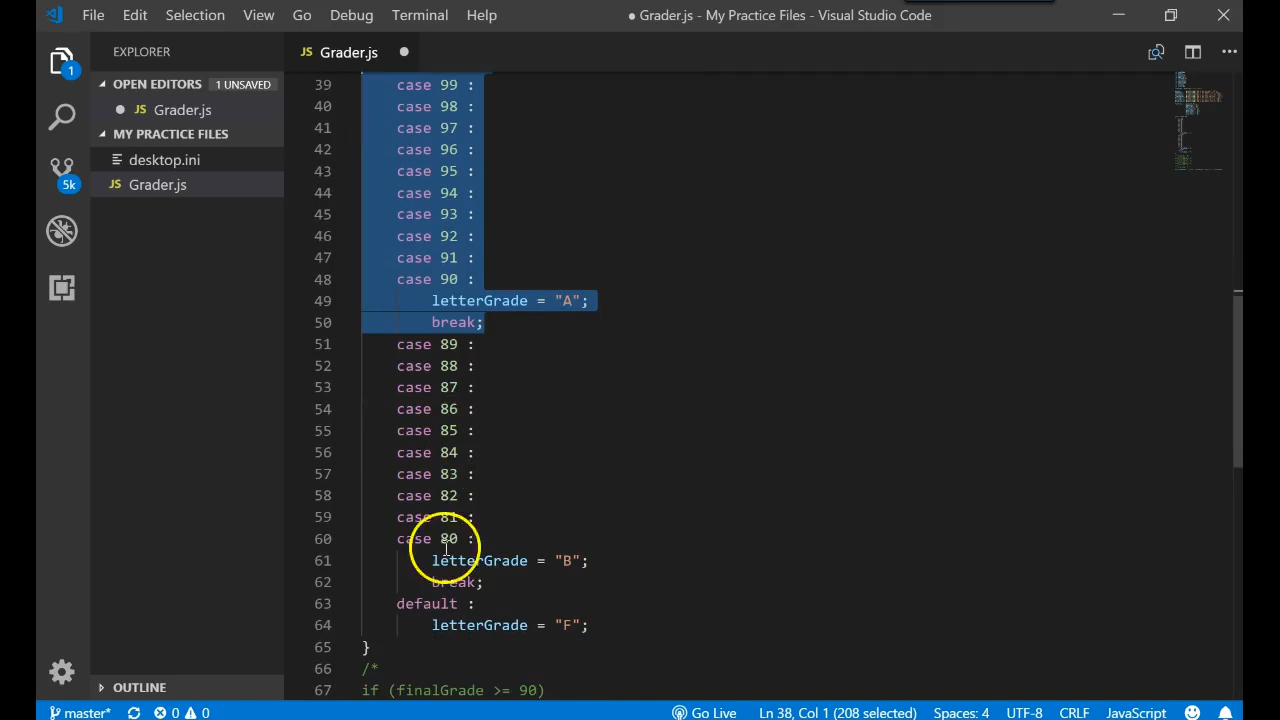 File Edit Selection View Go Debug Terminal Help
● Grader.js - My Practice Files - Visual Studio Code
EXPLORER
OPEN EDITORS 1 UNSAVED
JS Grader.js
MY PRACTICE FILES
desktop.ini
JS Grader.js
OUTLINE
1
5k
JS Grader.js ●
39 case 99 :
40 case 98 :
41 case 97 :
42 case 96 :
43 case 95 :
44 case 94 :
45 case 93 :
46 case 92 :
47 case 91 :
48 case 90 :
49 letterGrade = "A";
50 break;
51 case 89 :
52 case 88 :
53 case 87 :
54 case 86 :
55 case 85 :
56 case 84 :
57 case 83 :
58 case 82 :
59 case 81 :
60 case 80 :
61 letterGrade = "B";
62 break;
63 default :
64 letterGrade = "F";
65 }
66 /*
67 if (finalGrade >= 90)
master* 0 0 Go Live Ln 38, Col 1 (208 selected) Spaces: 4 UTF-8 CRLF JavaScript